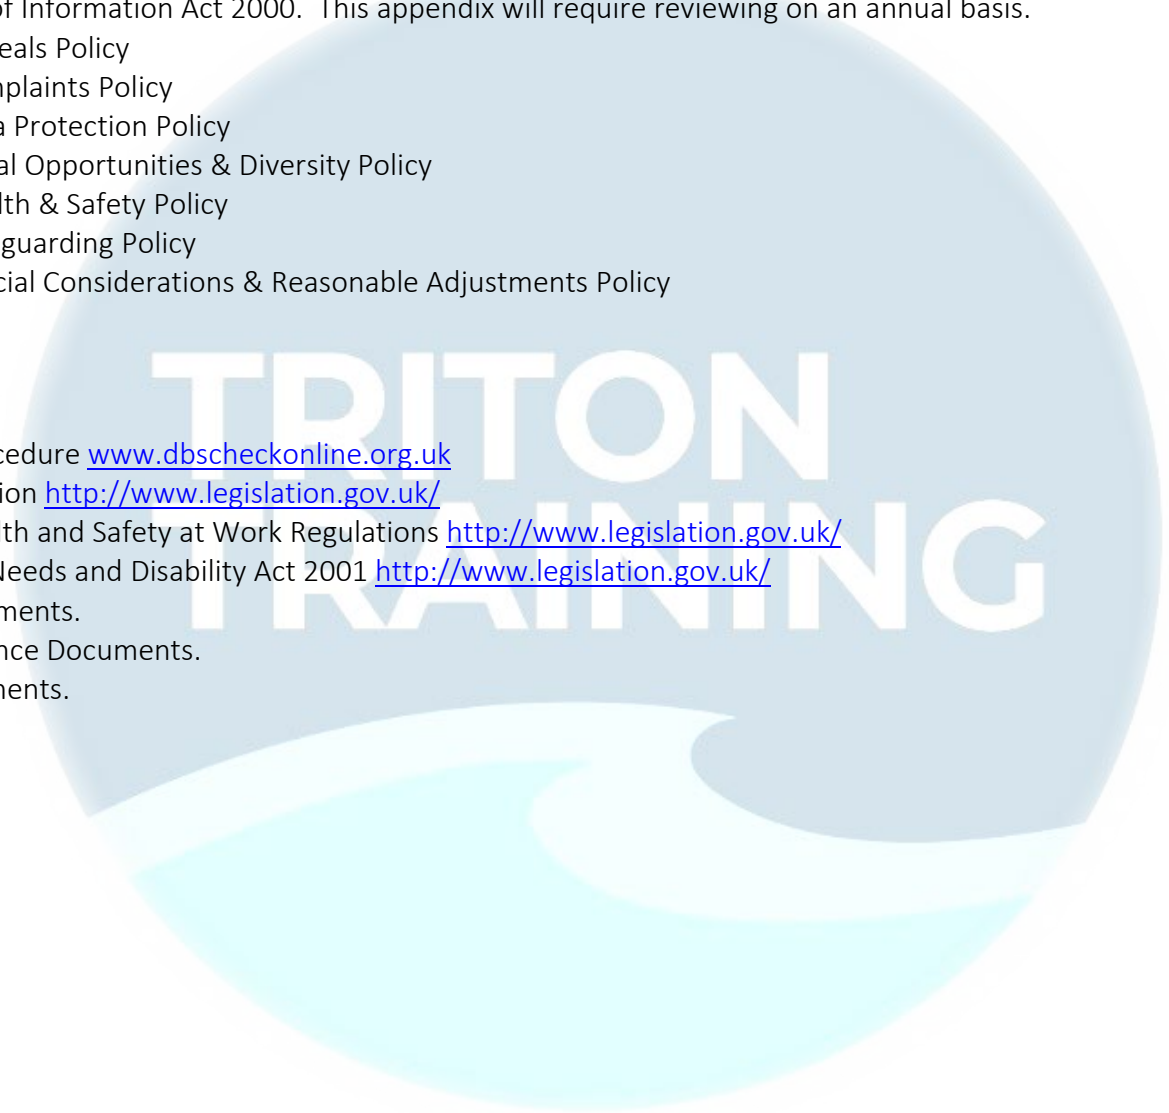 of Information Act 2000.  This appendix will require reviewing on an annual basis.
eals Policy
nplaints Policy
a Protection Policy
al Opportunities & Diversity Policy
lth & Safety Policy
eguarding Policy
cial Considerations & Reasonable Adjustments Policy
TRITON
TRAINING
cedure www.dbscheckonline.org.uk
tion http://www.legislation.gov.uk/
lth and Safety at Work Regulations http://www.legislation.gov.uk/
Needs and Disability Act 2001 http://www.legislation.gov.uk/
ments.
nce Documents.
nents.